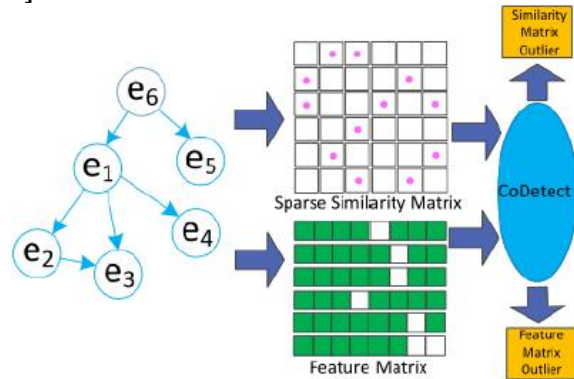 ]
e₆
e₁
e₅
e₂
e₃
e₄
Sparse Similarity Matrix
Feature Matrix
CoDetect
Similarity
Matrix
Outlier
Feature
Matrix
Outlier